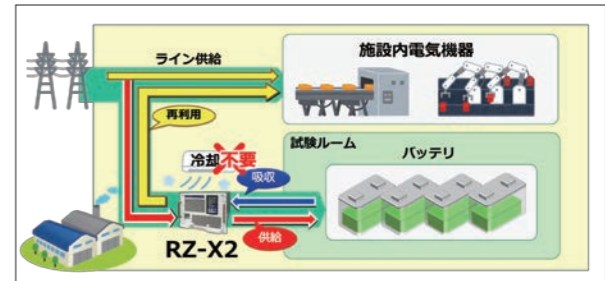 ライン供給
施設内電気機器
再利用
試験ルーム
冷却不要
吸収
バッテリ
供給
RZ-X2